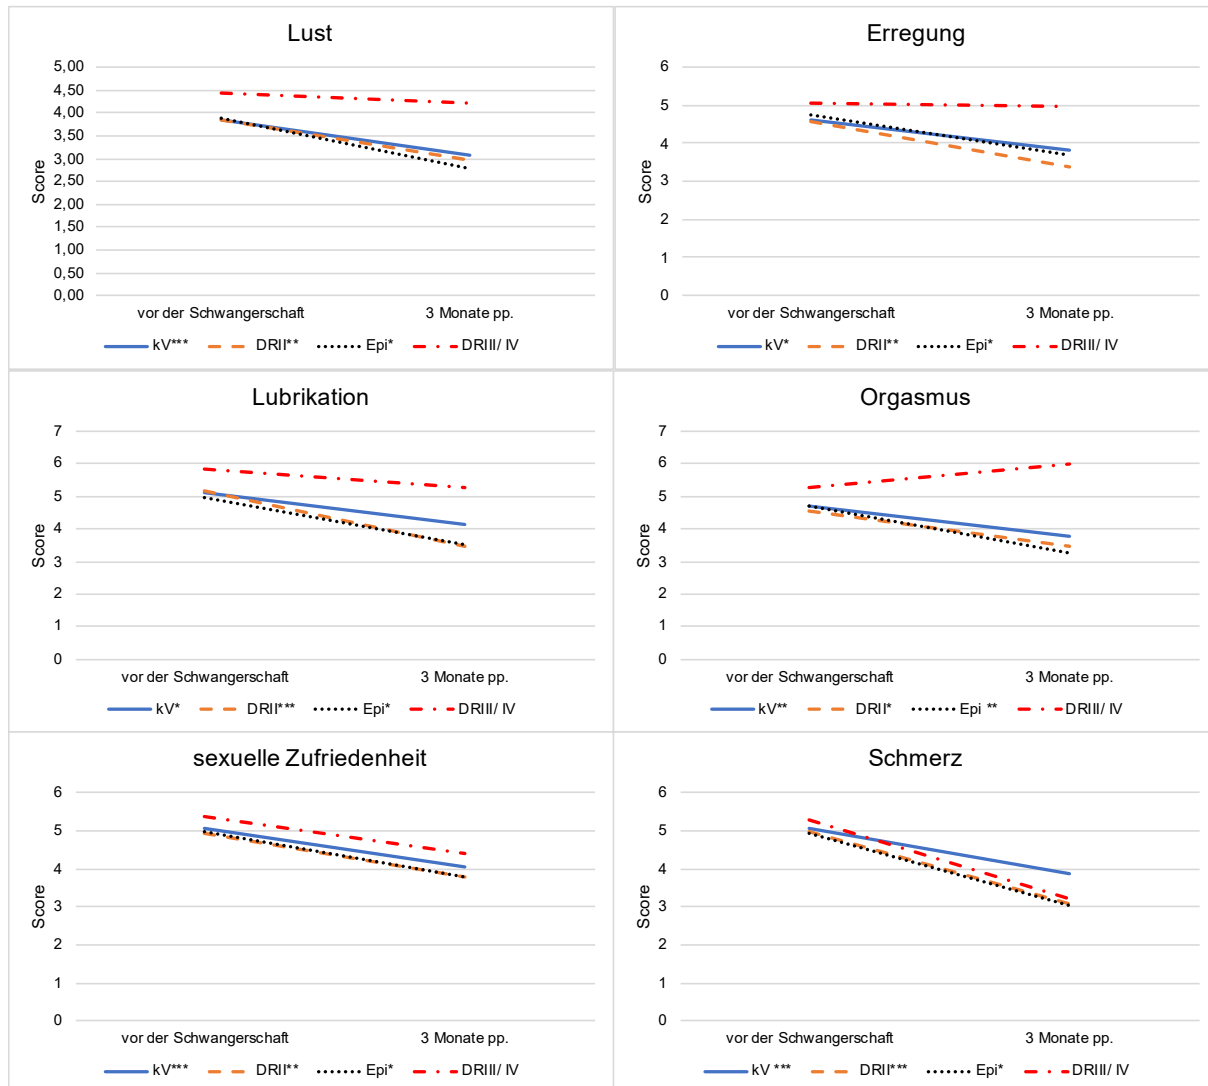 Lust
Score
5,00
4,50
4,00
3,50
3,00
2,50
2,00
1,50
1,00
0,50
0,00
vor der Schwangerschaft 3 Monate pp.
kV*** DRII** Epi* DRIII/ IV
Erregung
Score
6
5
4
3
2
1
0
vor der Schwangerschaft 3 Monate pp.
kV* DRII** Epi* DRIII/ IV
Lubrikation
Score
7
6
5
4
3
2
1
0
vor der Schwangerschaft 3 Monate pp.
kV* DRII*** Epi* DRIII/ IV
Orgasmus
Score
7
6
5
4
3
2
1
0
vor der Schwangerschaft 3 Monate pp.
kV** DRII* Epi ** DRIII/ IV
sexuelle Zufriedenheit
Score
6
5
4
3
2
1
0
vor der Schwangerschaft 3 Monate pp.
kV*** DRII** Epi* DRIII/ IV
Schmerz
Score
6
5
4
3
2
1
0
vor der Schwangerschaft 3 Monate pp.
kV *** DRII*** Epi* DRIII/ IV